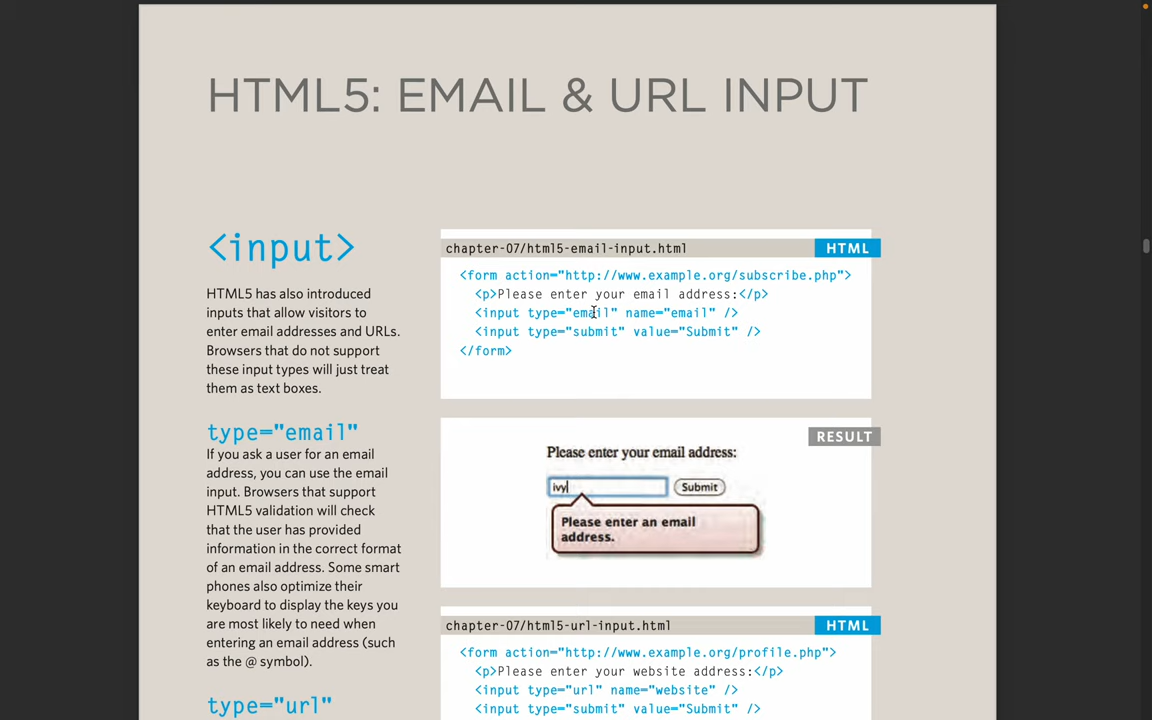 HTML5: EMAIL & URL INPUT
<input>
HTML5 has also introduced
inputs that allow visitors to
enter email addresses and URLs.
Browsers that do not support
these input types will just treat
them as text boxes.
type="email"
If you ask a user for an email
address, you can use the email
input. Browsers that support
HTML5 validation will check
that the user has provided
information in the correct format
of an email address. Some smart
phones also optimize their
keyboard to display the keys you
are most likely to need when
entering an email address (such
as the @ symbol).
type="url"
chapter-07/html5-email-input.html HTML
<form action="http://www.example.org/subscribe.php">
<p>Please enter your email address:</p>
<input type="email" name="email" />
<input type="submit" value="Submit" />
</form>
RESULT
Please enter your email address:
ivy Submit
Please enter an email
address.
chapter-07/html5-url-input.html HTML
<form action="http://www.example.org/profile.php">
<p>Please enter your website address:</p>
<input type="url" name="website" />
<input type="submit" value="Submit" />